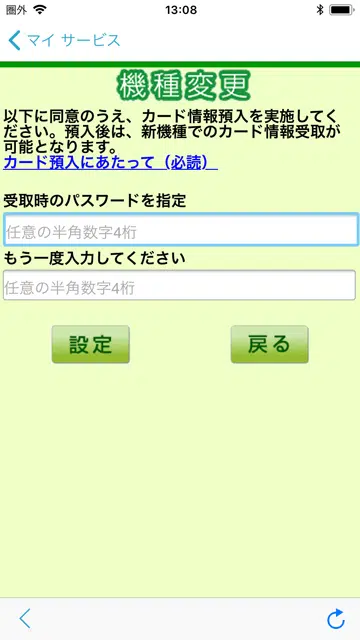 圏外 13:08
マイ サービス
機種変更
以下に同意のうえ、カード情報預入を実施してく
ださい。預入後は、新機種でのカード情報受取が
可能となります。
カード預入にあたって（必読）
受取時のパスワードを指定
任意の半角数字4桁
もう一度入力してください
任意の半角数字4桁
設定 戻る